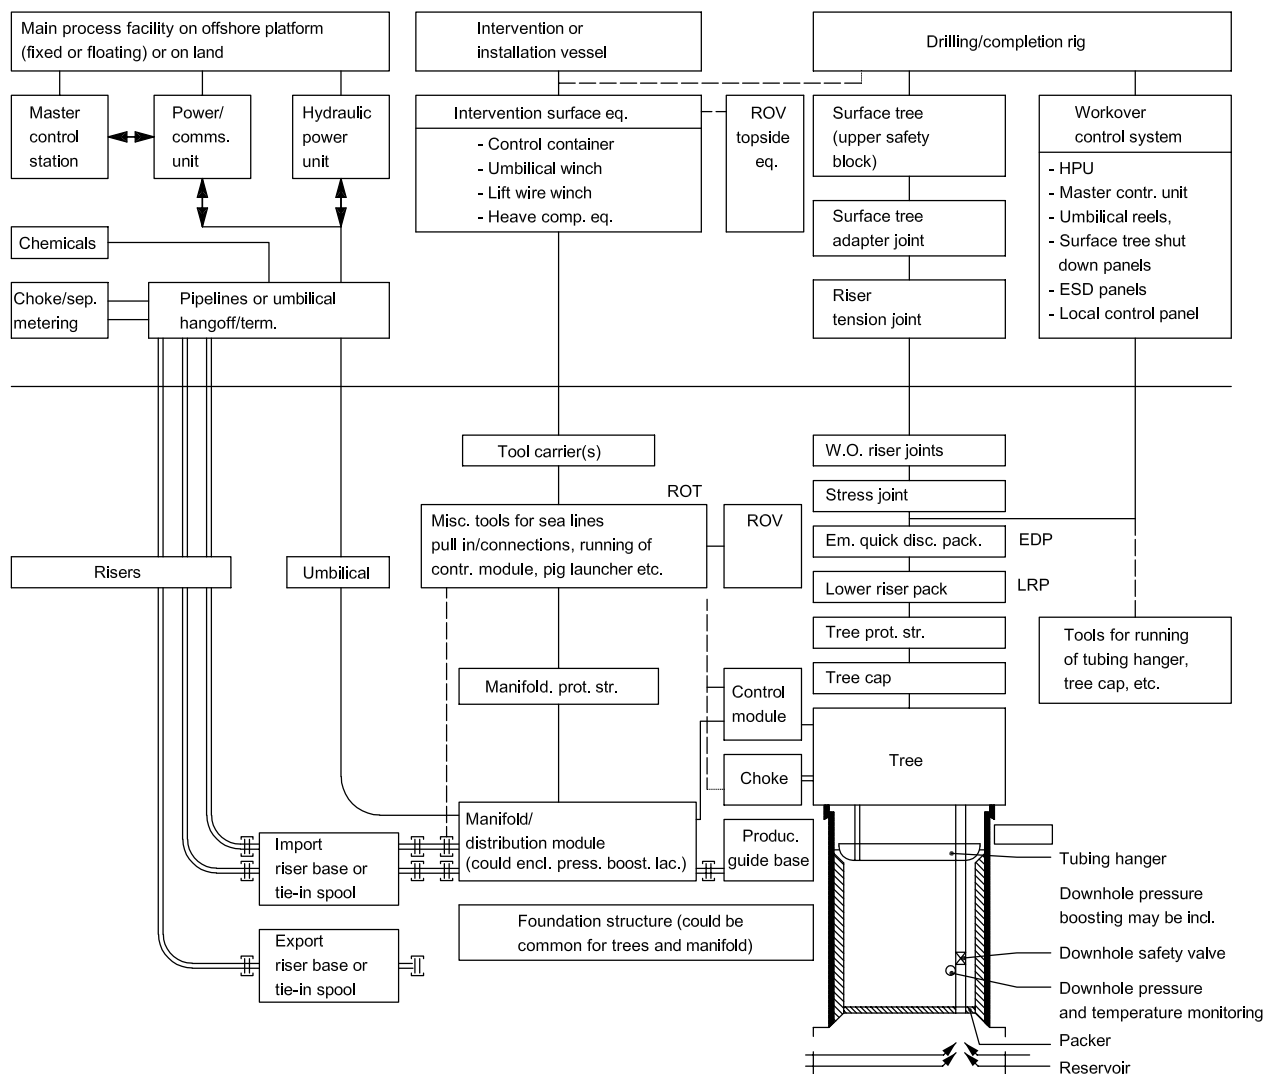 Main process facility on offshore platform
(fixed or floating) or on land
Intervention or
installation vessel
Drilling/completion rig
Master
control
station
Power/
comms.
unit
Hydraulic
power
unit
Intervention surface eq.
- Control container
- Umbilical winch
- Lift wire winch
- Heave comp. eq.
ROV
topside
eq.
Surface tree
(upper safety
block)
Workover
control system
- HPU
- Master contr. unit
- Umbilical reels,
- Surface tree shut
down panels
- ESD panels
- Local control panel
Surface tree
adapter joint
Chemicals
Choke/sep.
metering
Pipelines or umbilical
hangoff/term.
Riser
tension joint
Tool carrier(s)
W.O. riser joints
ROT
Stress joint
Misc. tools for sea lines
pull in/connections, running of
contr. module, pig launcher etc.
ROV
Em. quick disc. pack.
EDP
Risers
Umbilical
Lower riser pack
LRP
Tree prot. str.
Tools for running
of tubing hanger,
tree cap, etc.
Manifold. prot. str.
Control
module
Tree cap
Tree
Choke
Manifold/
distribution module
(could encl. press. boost. lac.)
Produc.
guide base
Import
riser base or
tie-in spool
Tubing hanger
Downhole pressure
boosting may be incl.
Foundation structure (could be
common for trees and manifold)
Export
riser base or
tie-in spool
Downhole safety valve
Downhole pressure
and temperature monitoring
Packer
Reservoir